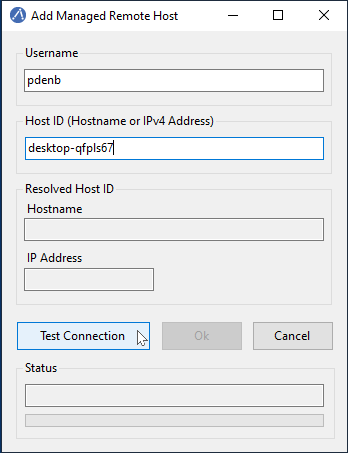 Add Managed Remote Host
Username
pdenb
Host ID (Hostname or IPv4 Address)
desktop-qfpls67
Resolved Host ID
Hostname
IP Address
Test Connection Ok Cancel
Status